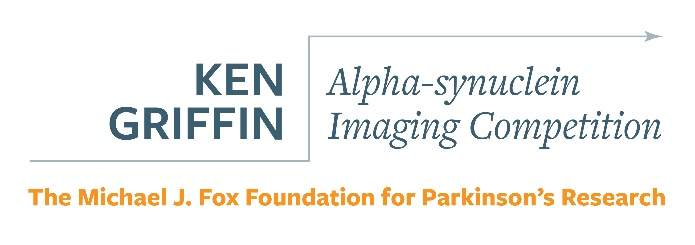 KEN
GRIFFIN
Alpha-synuclein
Imaging Competition
The Michael J. Fox Foundation for Parkinson's Research